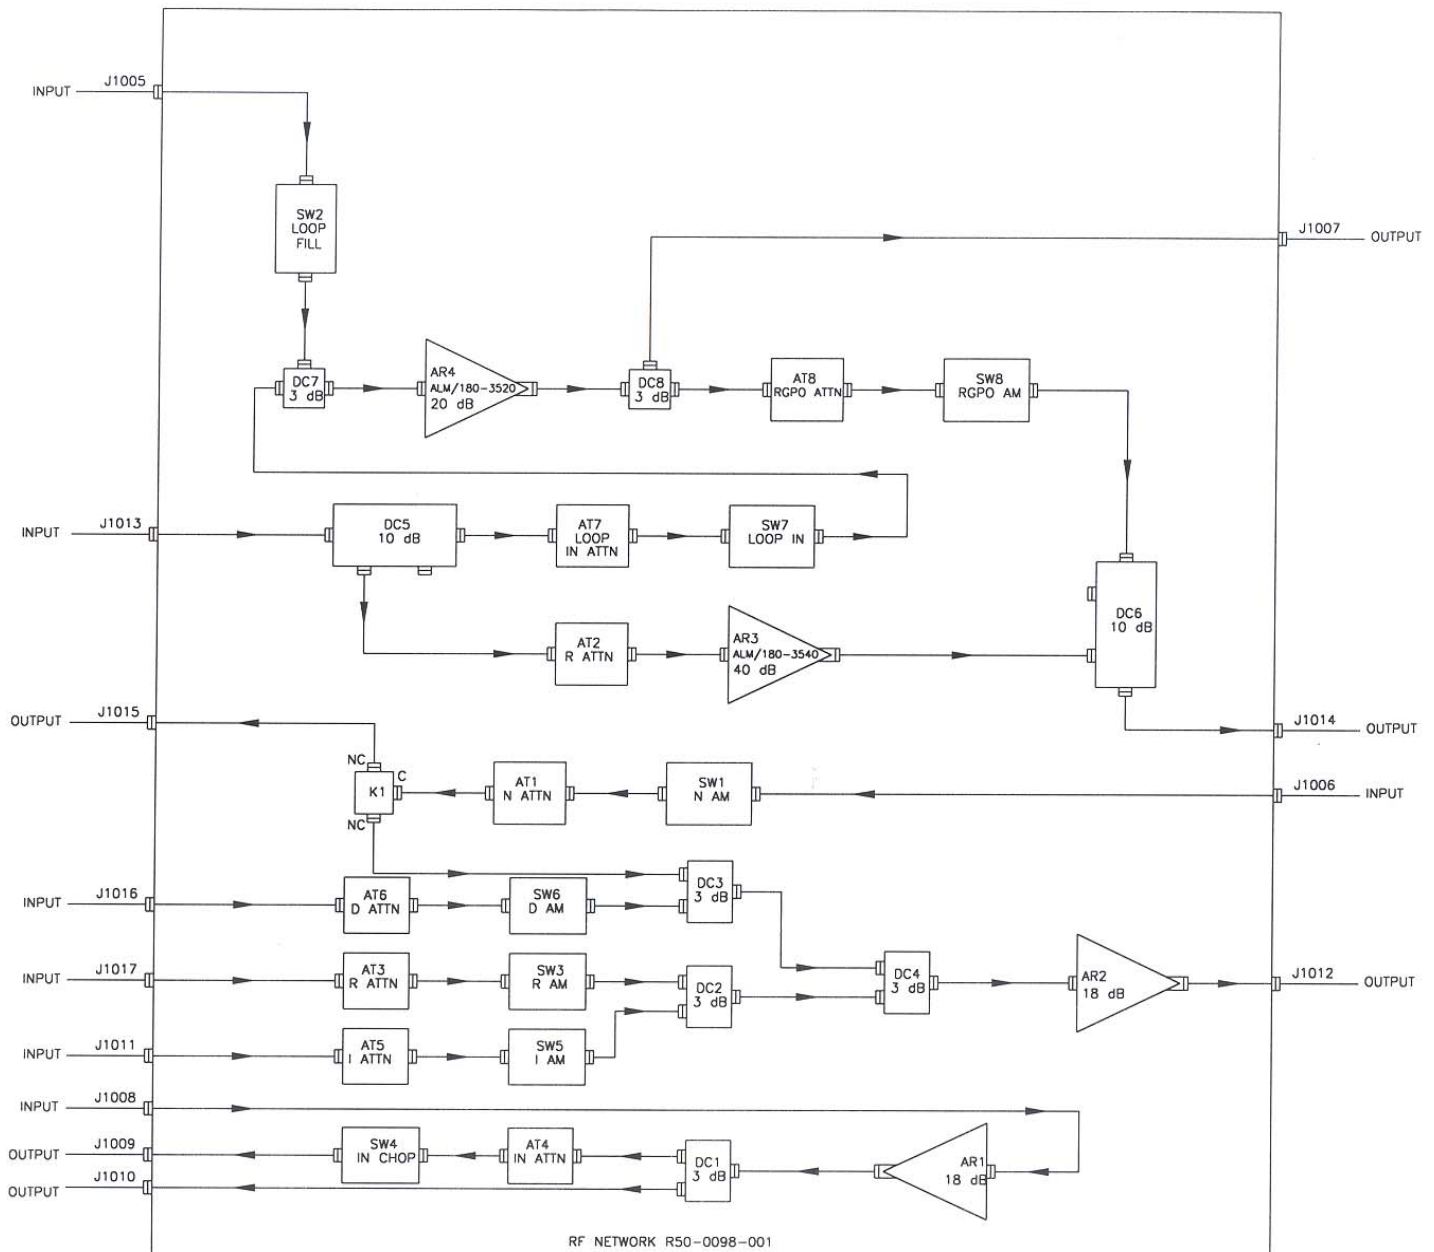 J1005
INPUT
SW2
LOOP
FILL
J1007
OUTPUT
DC7
3 dB
AR4
ALM/180-3520
20 dB
DC8
3 dB
AT8
RGPO ATTN
SW8
RGPO AM
J1013
INPUT
DC5
10 dB
AT7
LOOP
IN ATTN
SW7
LOOP IN
DC6
10 dB
AT2
R ATTN
AR3
ALM/180-3540
40 dB
J1015
OUTPUT
J1014
OUTPUT
NC
C
K1
NC
AT1
N ATTN
SW1
N AM
J1006
INPUT
J1016
INPUT
AT6
D ATTN
SW6
D AM
DC3
3 dB
J1017
INPUT
AT3
R ATTN
SW3
R AM
DC2
3 dB
DC4
3 dB
AR2
18 dB
J1012
OUTPUT
J1011
INPUT
AT5
I ATTN
SW5
I AM
J1008
INPUT
J1009
OUTPUT
SW4
IN CHOP
AT4
IN ATTN
DC1
3 dB
AR1
18 dB
J1010
OUTPUT
RF NETWORK R50-0098-001